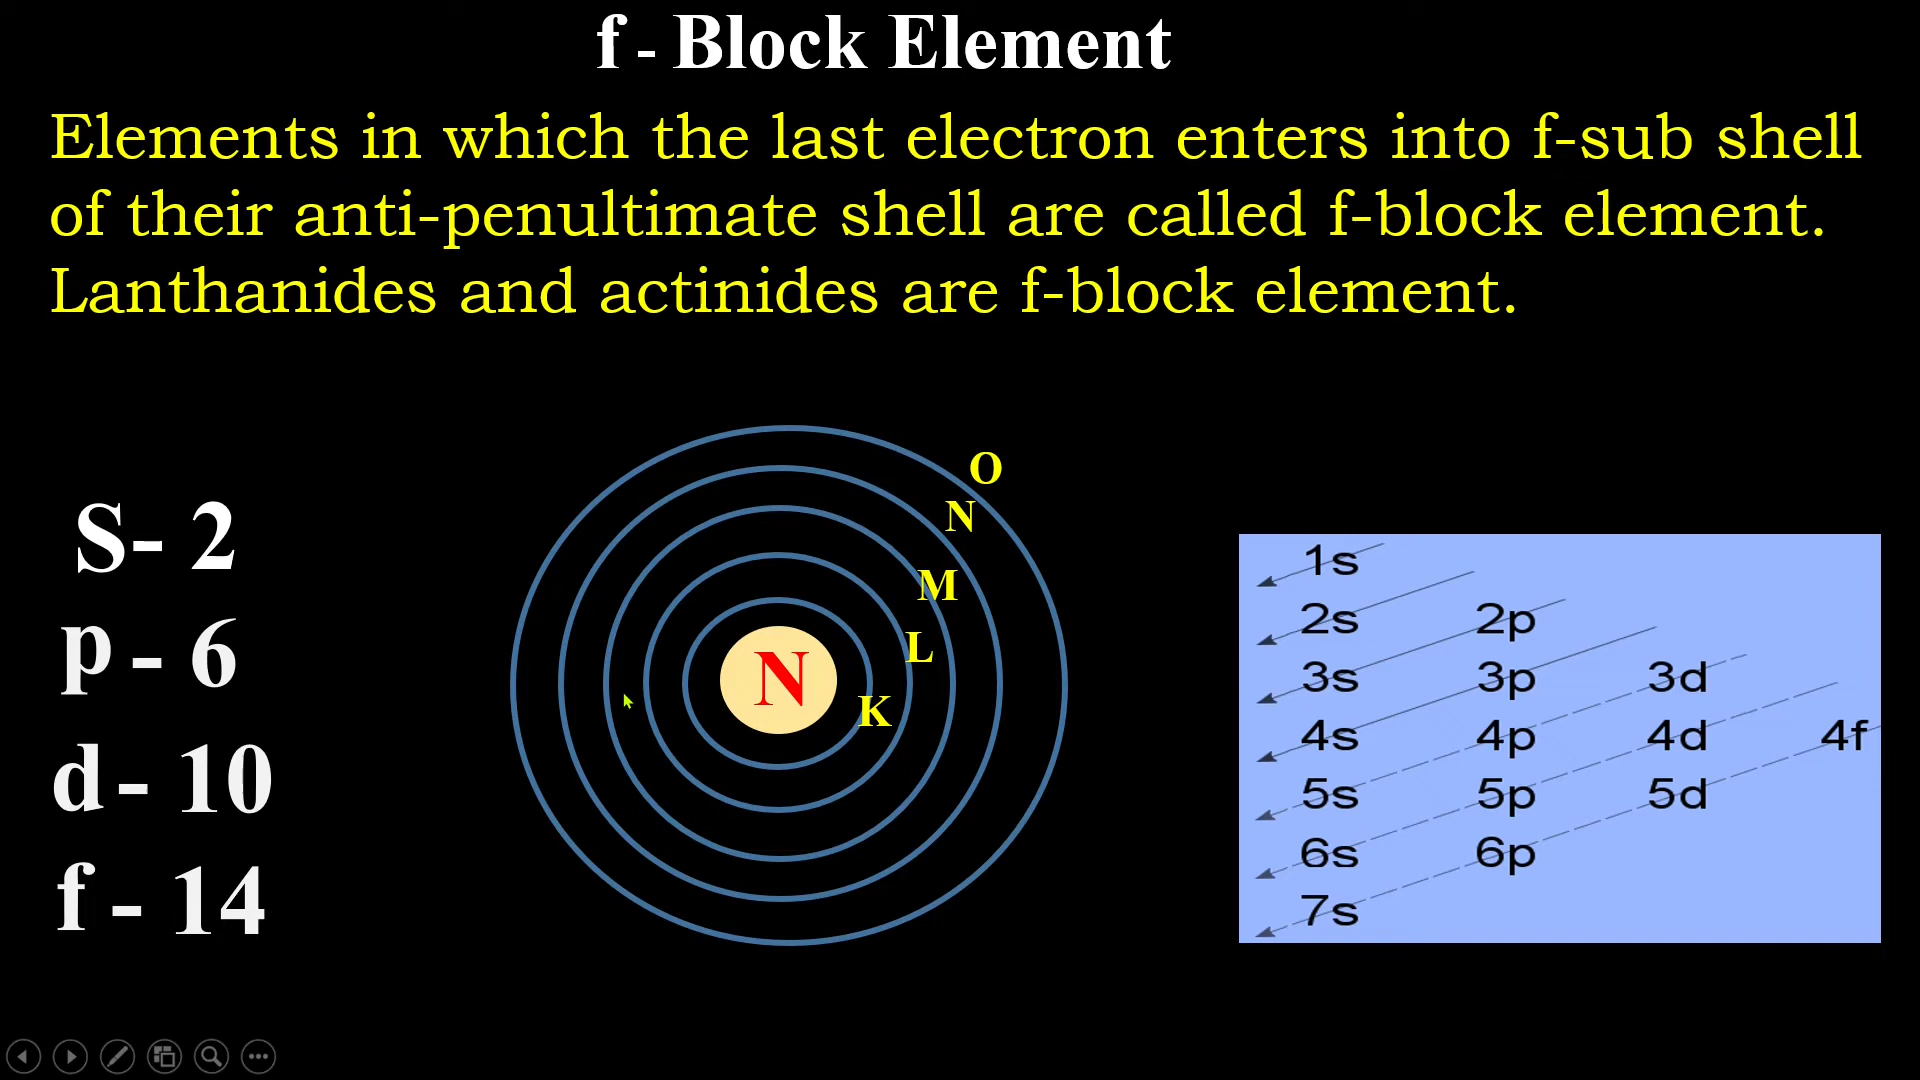 f - Block Element
Elements in which the last electron enters into f-sub shell
of their anti-penultimate shell are called f-block element.
Lanthanides and actinides are f-block element.
S- 2
p - 6
d - 10
f - 14
O
N
M
L
K
N
1s
2s 2p
3s 3p 3d
4s 4p 4d 4f
5s 5p 5d
6s 6p
7s